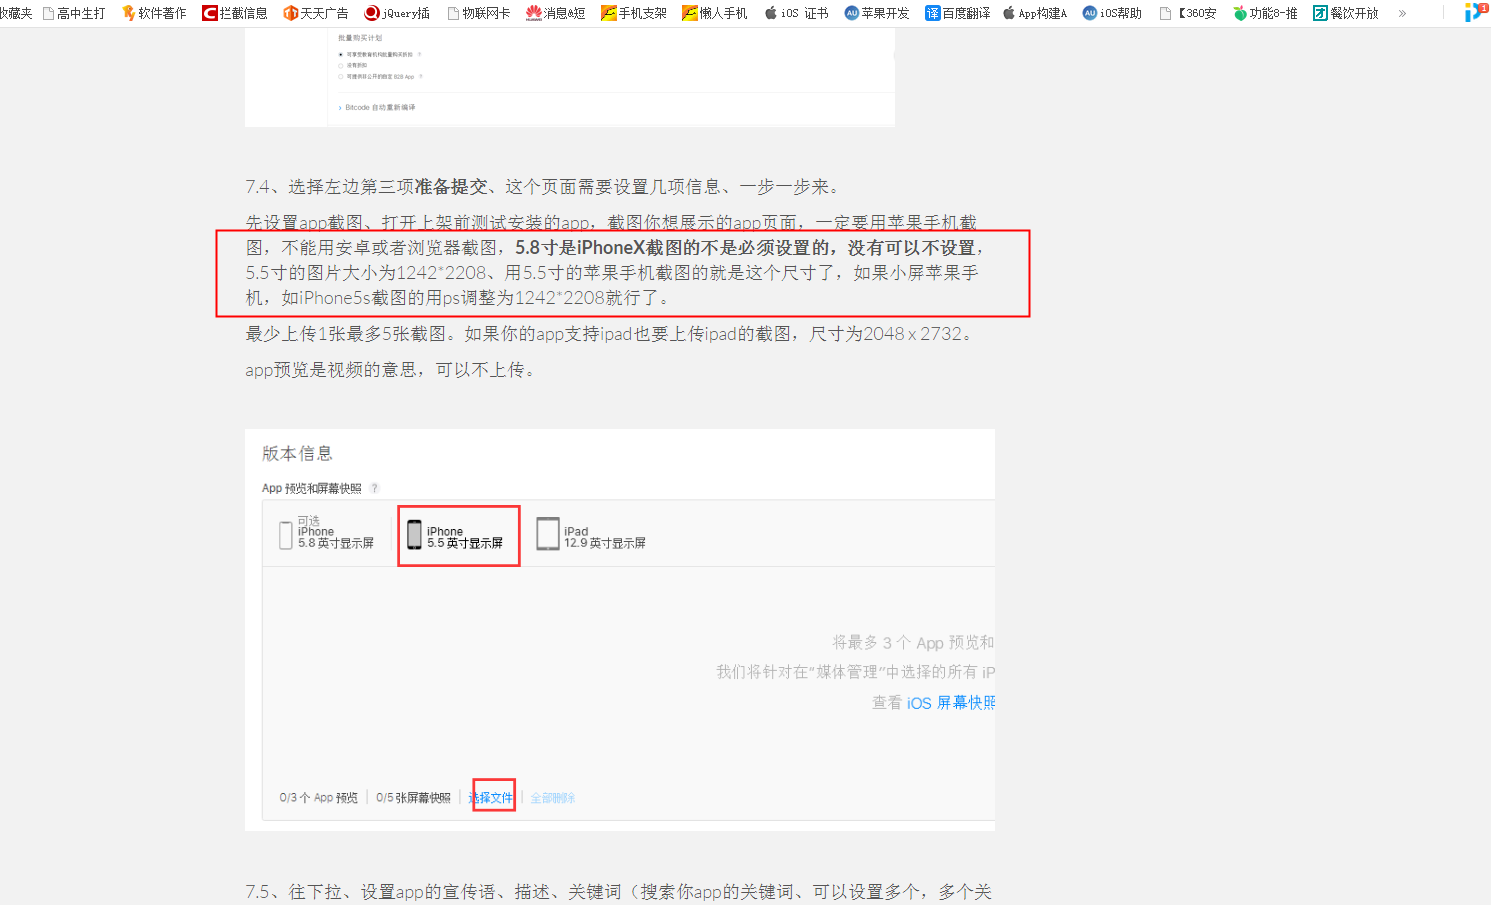 收藏夹 高中生打 软件著作 拦截信息 天天广告 jQuery插 物联网卡 消息&短 手机支架 懒人手机 iOS 证书 苹果开发 百度翻译 App构建A iOS帮助 【360安 功能8-推 餐饮开放 »
批量购买计划
可享受教育机构批量购买折扣 ?
没有折扣
可提供非公开的自定 B2B App ?
› Bitcode 自动重新编译
7.4、选择左边第三项准备提交、这个页面需要设置几项信息、一步一步来。
先设置app截图、打开上架前测试安装的app，截图你想展示的app页面，一定要用苹果手机截
图，不能用安卓或者浏览器截图，5.8寸是iPhoneX截图的不是必须设置的，没有可以不设置，
5.5寸的图片大小为1242*2208、用5.5寸的苹果手机截图的就是这个尺寸了，如果小屏苹果手
机，如iPhone5s截图的用ps调整为1242*2208就行了。
最少上传1张最多5张截图。如果你的app支持ipad也要上传ipad的截图，尺寸为2048 x 2732。
app预览是视频的意思，可以不上传。
版本信息
App 预览和屏幕快照 ?
可选
iPhone
5.8 英寸显示屏
iPhone
5.5 英寸显示屏
iPad
12.9 英寸显示屏
将最多 3 个 App 预览和
我们将针对在“媒体管理”中选择的所有 iP
查看 iOS 屏幕快照
0/3 个 App 预览 0/5 张屏幕快照 选择文件 全部删除
7.5、往下拉、设置app的宣传语、描述、关键词（搜索你app的关键词、可以设置多个，多个关